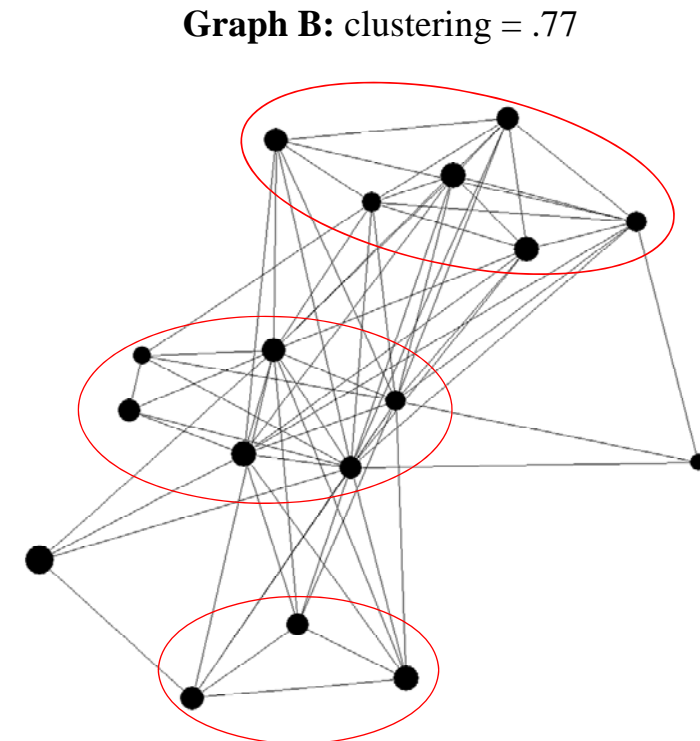 Graph B: clustering = .77